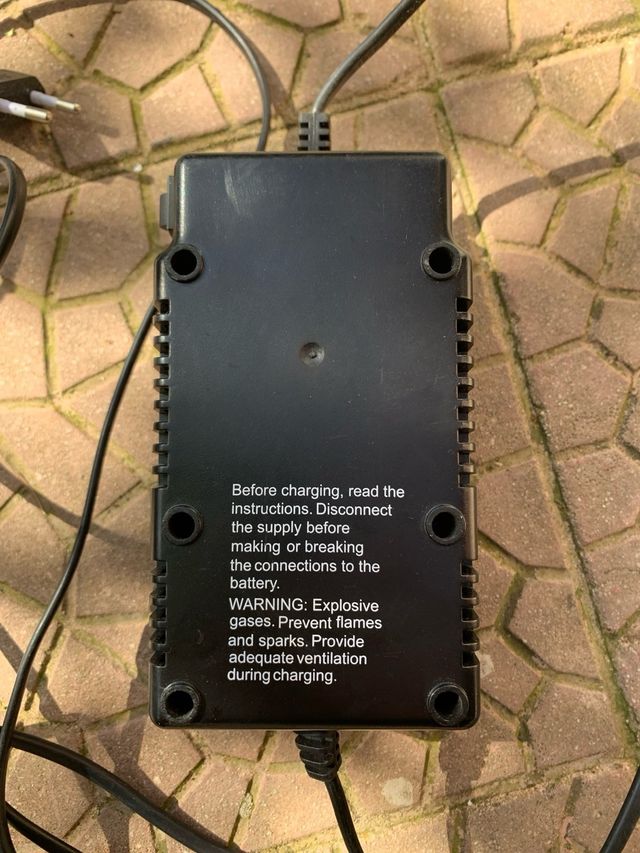 Before charging, read the
instructions. Disconnect
the supply before
making or breaking
the connections to the
battery.
WARNING: Explosive
gases. Prevent flames
and sparks. Provide
adequate ventilation
during charging.